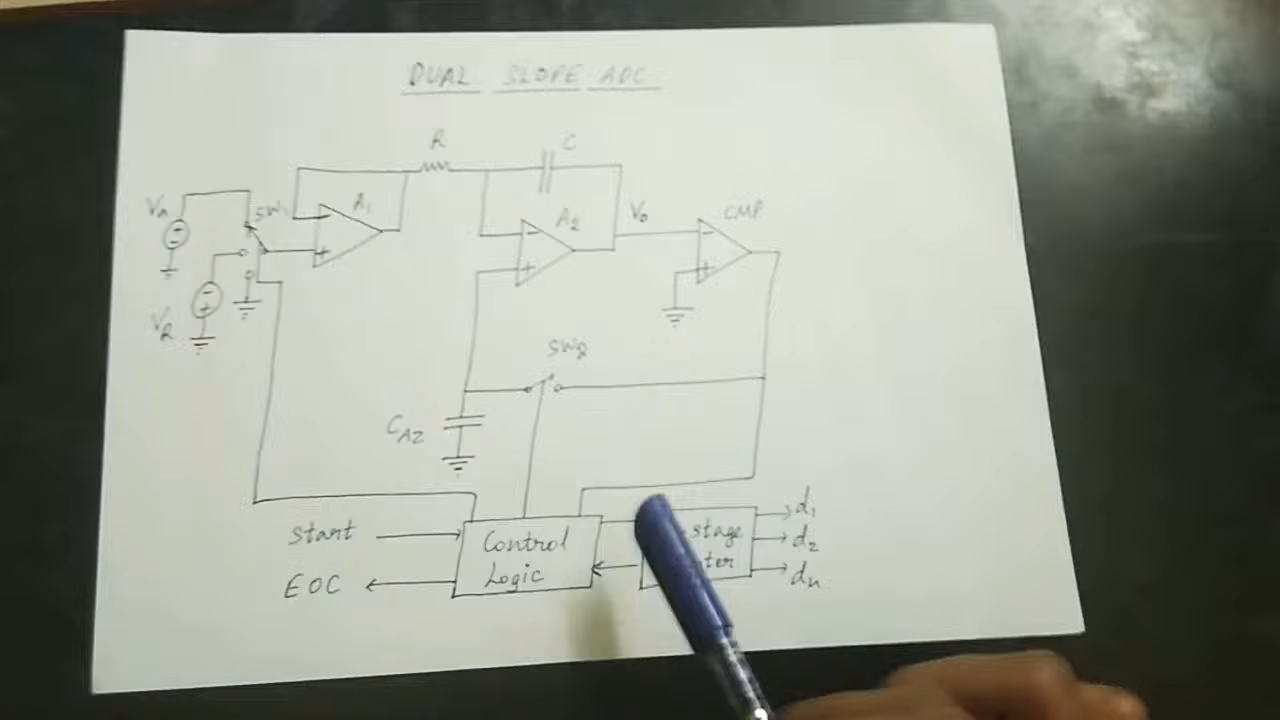 DUAL SLOPE ADC
R
C
Va
SW1
A1
A2
Vo
CMP
VR
SW2
CAZ
start
Control
Logic
EOC
stage
d1
d2
dn